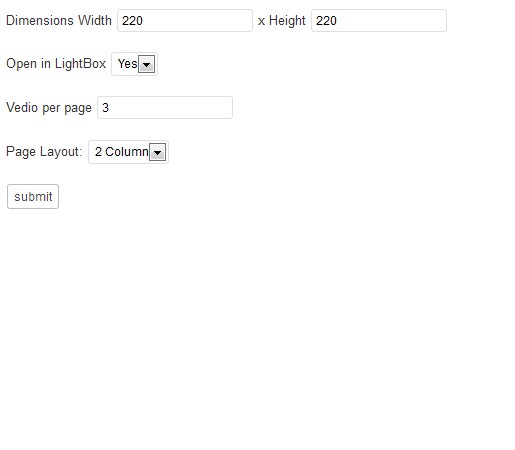 Dimensions Width 220 x Height 220
Open in LightBox Yes
Vedio per page 3
Page Layout: 2 Column
submit